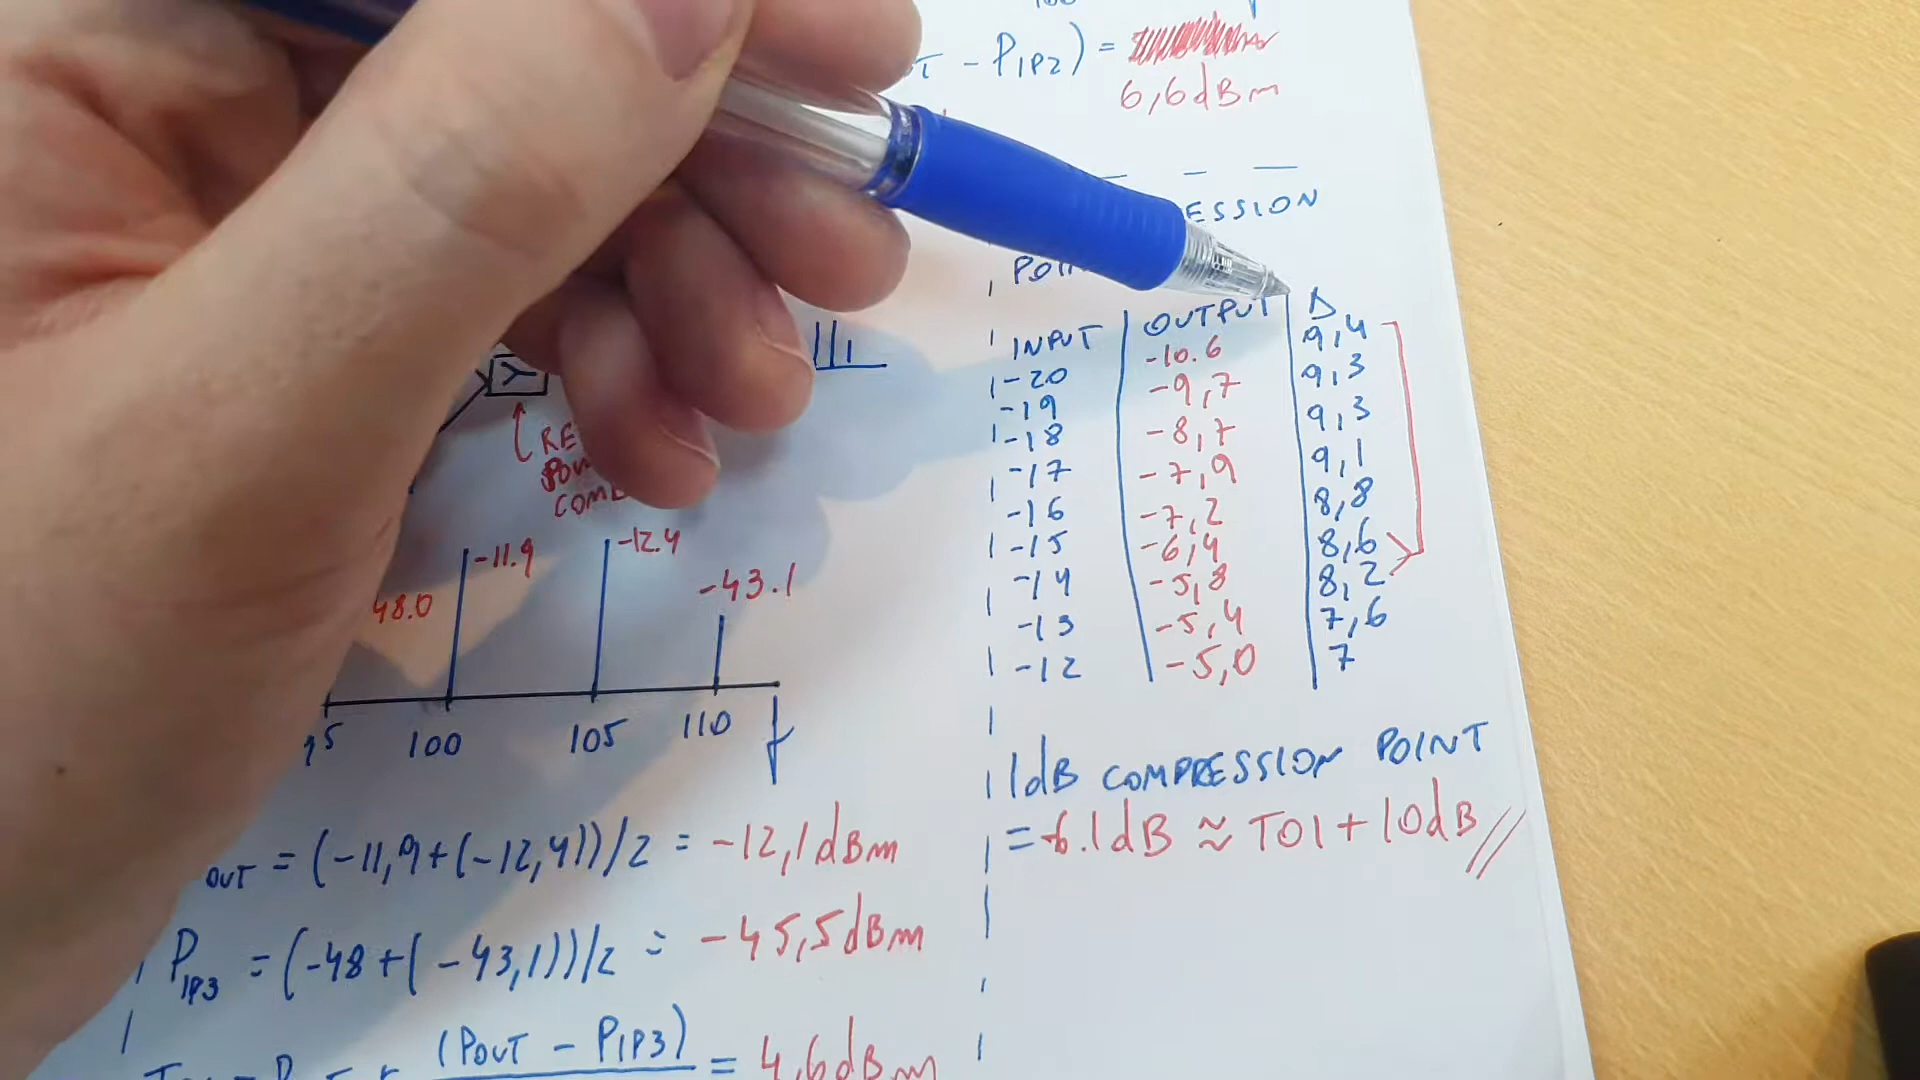 - P1P2) =
6,6dBm
ESSION
INPUT | OUTPUT | Δ
-20 | -10.6 | 9,4
-19 | -9,7 | 9,3
-18 | -8,7 | 9,3
-17 | -7,9 | 9,1
-16 | -7,2 | 8,8
-15 | -6,4 | 8,6
-14 | -5,8 | 8,2
-13 | -5,4 | 7,6
-12 | -5,0 | 7
1dB COMPRESSION POINT
= -6.1dB ≈ TOI + 10dB
48.0
-11.9
-12.4
-43.1
100
105
110
f
OUT = (-11,9+(-12,4))/2 = -12,1dBm
PIP3 = (-48+(-43,1))/2 = -45,5dBm
(POUT - PIP3)
= 4,6dBm